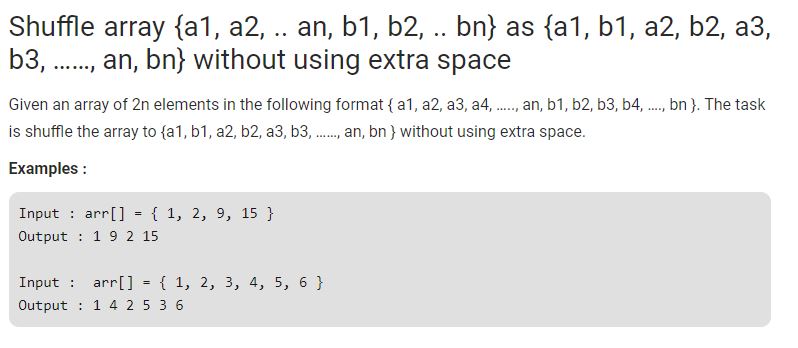 Shuffle array {a1, a2, .. an, b1, b2, .. bn} as {a1, b1, a2, b2, a3,
b3, ……, an, bn} without using extra space
Given an array of 2n elements in the following format { a1, a2, a3, a4, ….., an, b1, b2, b3, b4, …., bn }. The task
is shuffle the array to {a1, b1, a2, b2, a3, b3, ……, an, bn } without using extra space.
Examples :
Input : arr[] = { 1, 2, 9, 15 }
Output : 1 9 2 15
Input :  arr[] = { 1, 2, 3, 4, 5, 6 }
Output : 1 4 2 5 3 6